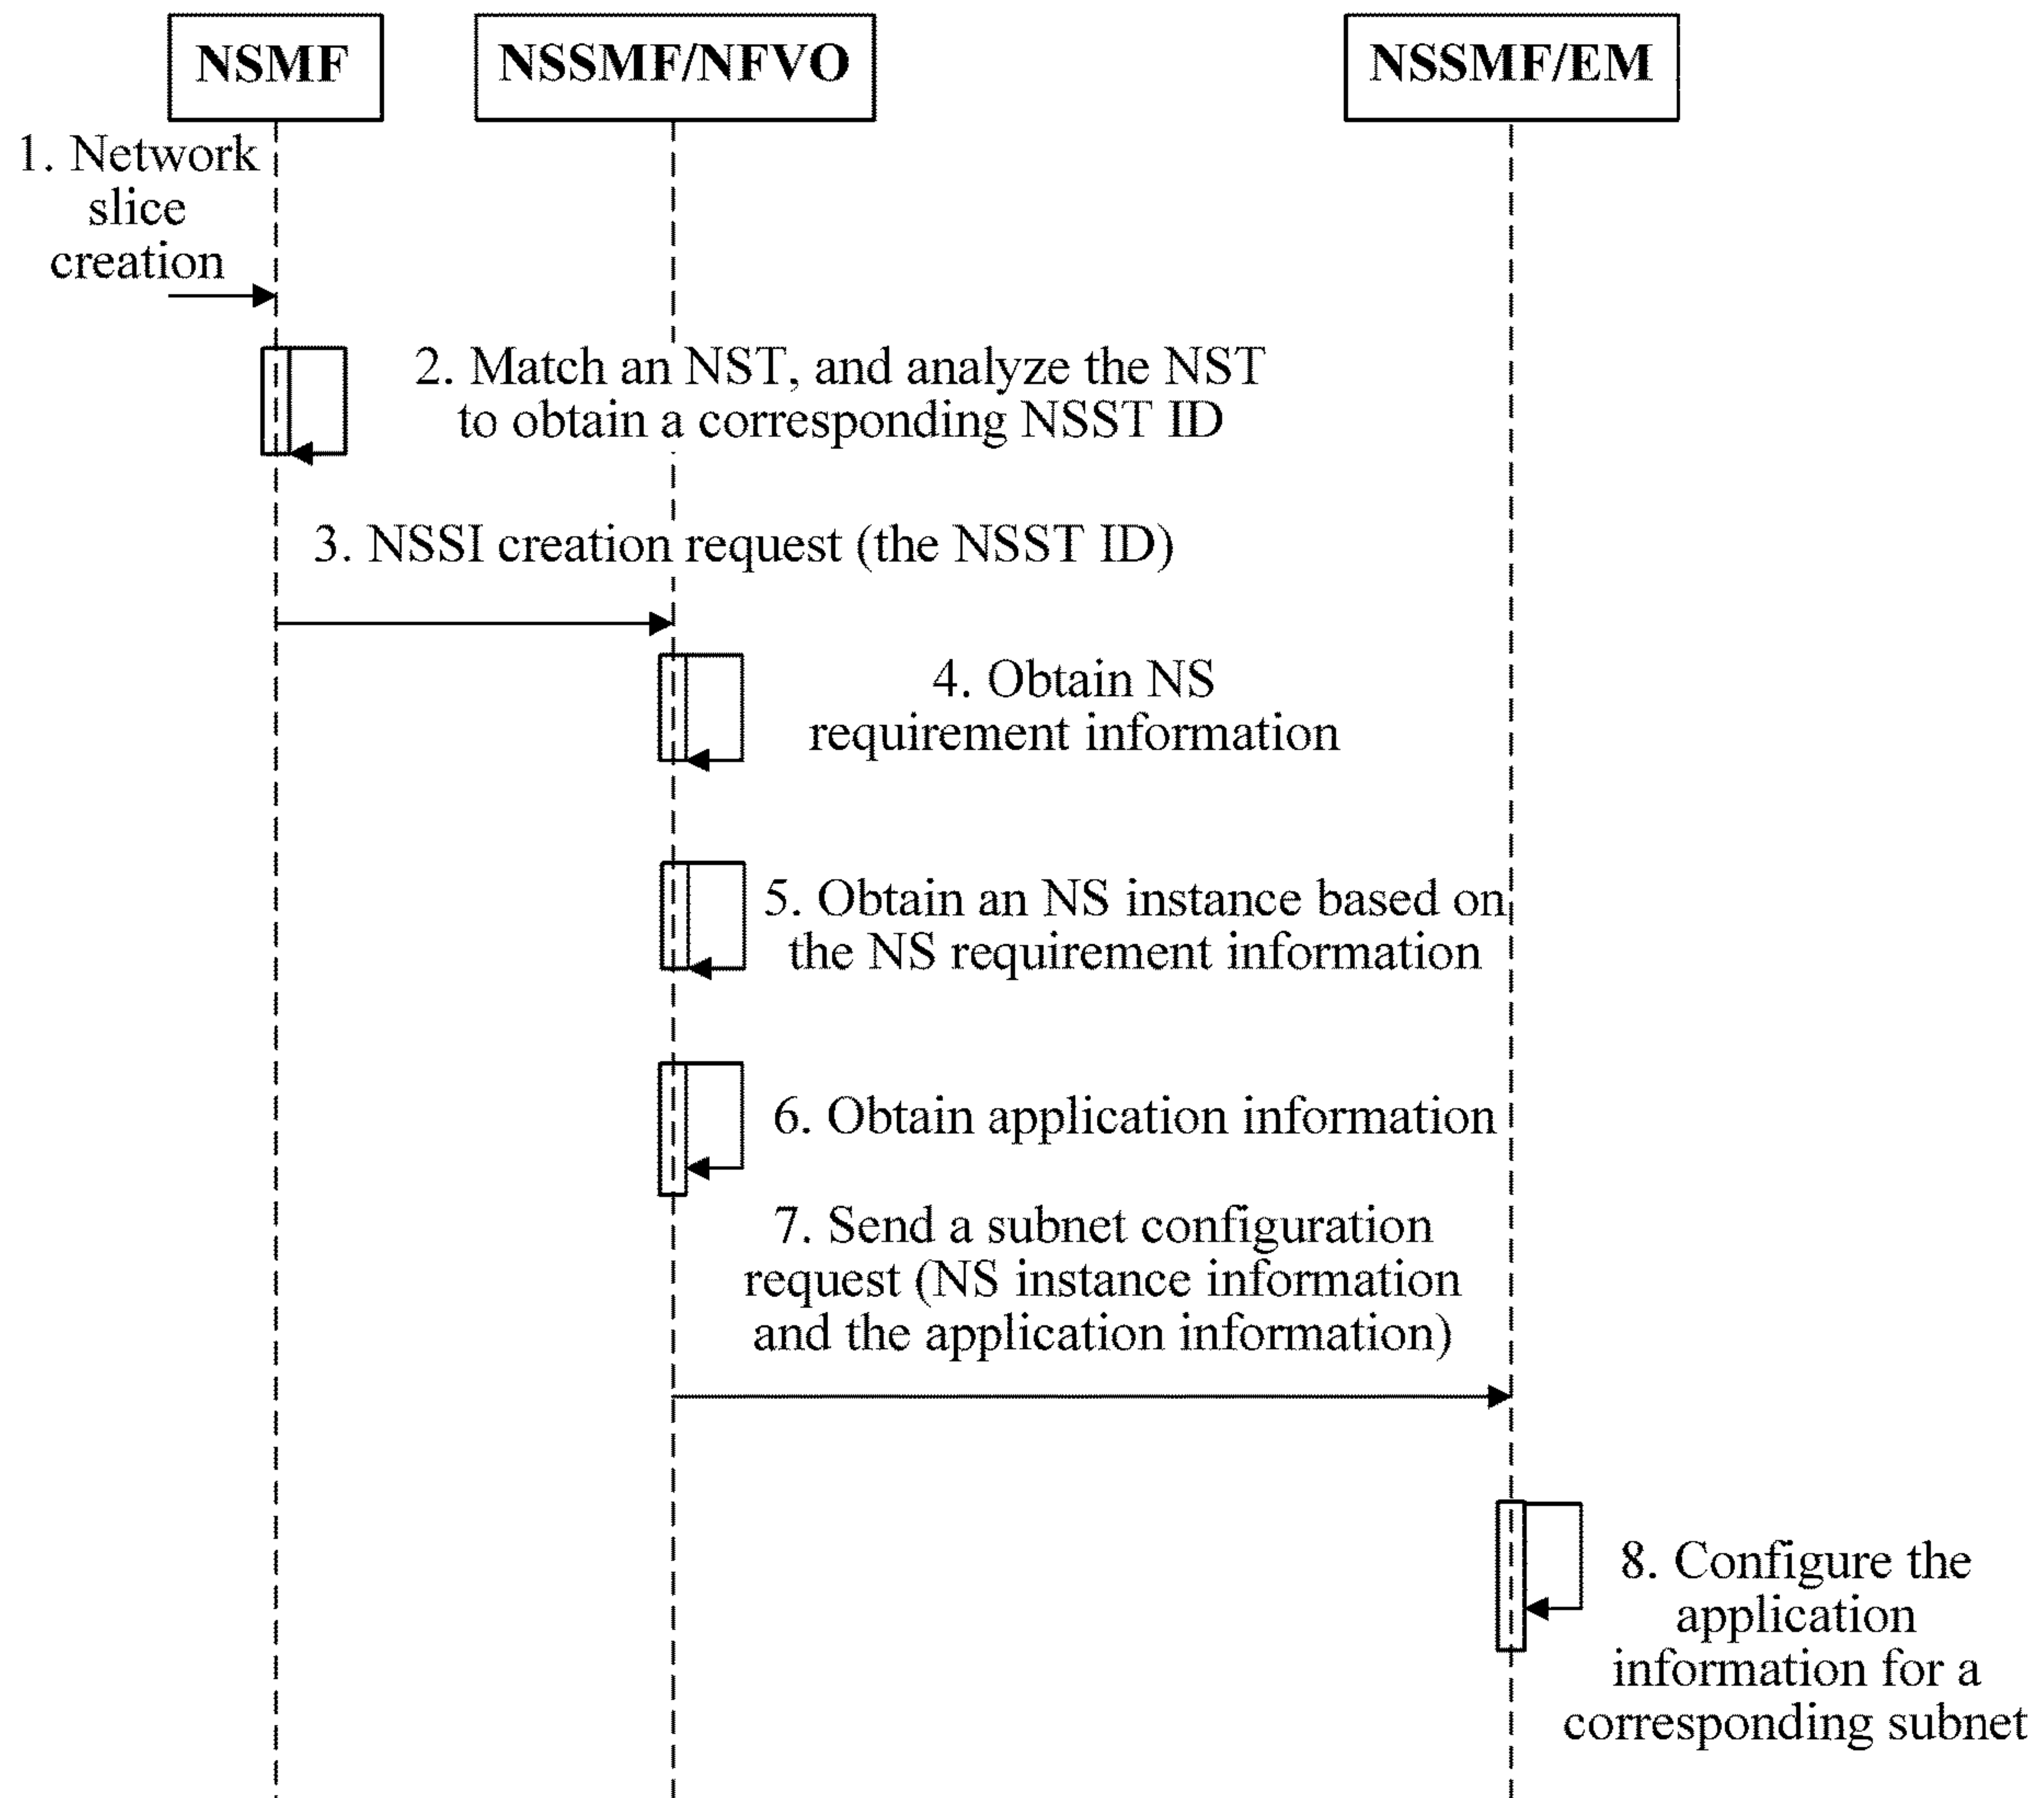 NSMF
NSSMF/NFVO
NSSMF/EM
1. Network
slice
creation
2. Match an NST, and analyze the NST
to obtain a corresponding NSST ID
3. NSSI creation request (the NSST ID)
4. Obtain NS
requirement information
5. Obtain an NS instance based on
the NS requirement information
6. Obtain application information
7. Send a subnet configuration
request (NS instance information
and the application information)
8. Configure the
application
information for a
corresponding subnet